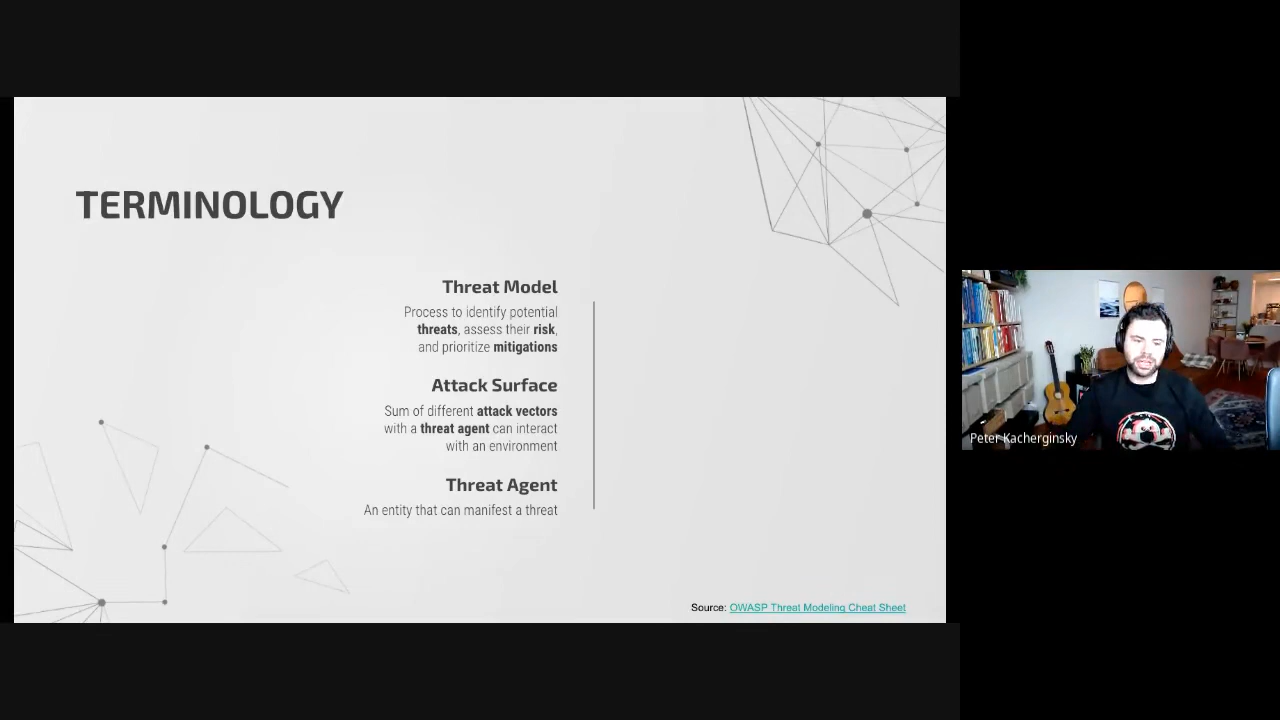 TERMINOLOGY
Threat Model
Process to identify potential
threats, assess their risk,
and prioritize mitigations
Attack Surface
Sum of different attack vectors
with a threat agent can interact
with an environment
Threat Agent
An entity that can manifest a threat
Source: OWASP Threat Modeling Cheat Sheet
Peter Kacherginsky